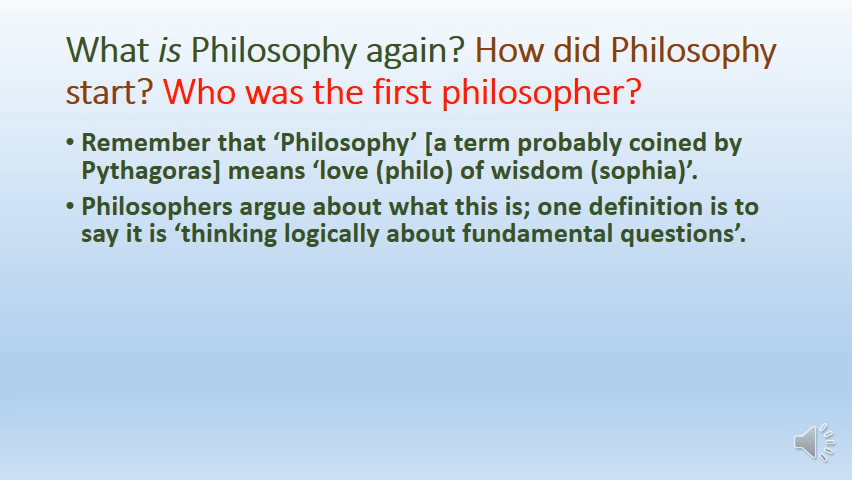 What is Philosophy again? How did Philosophy
start? Who was the first philosopher?
• Remember that ‘Philosophy’ [a term probably coined by
Pythagoras] means ‘love (philo) of wisdom (sophia)’.
• Philosophers argue about what this is; one definition is to
say it is ‘thinking logically about fundamental questions’.